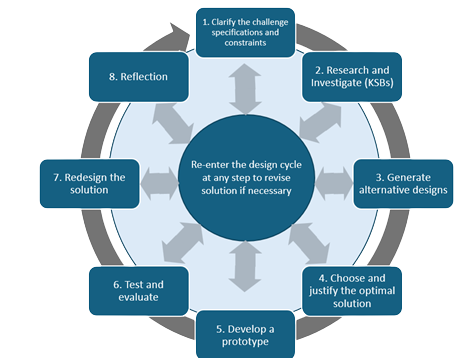 1. Clarify the challenge
specifications and
constraints
2. Research and
Investigate (KSBs)
3. Generate
alternative designs
4. Choose and
justify the optimal
solution
5. Develop a
prototype
6. Test and
evaluate
7. Redesign the
solution
8. Reflection
Re-enter the design cycle
at any step to revise
solution if necessary